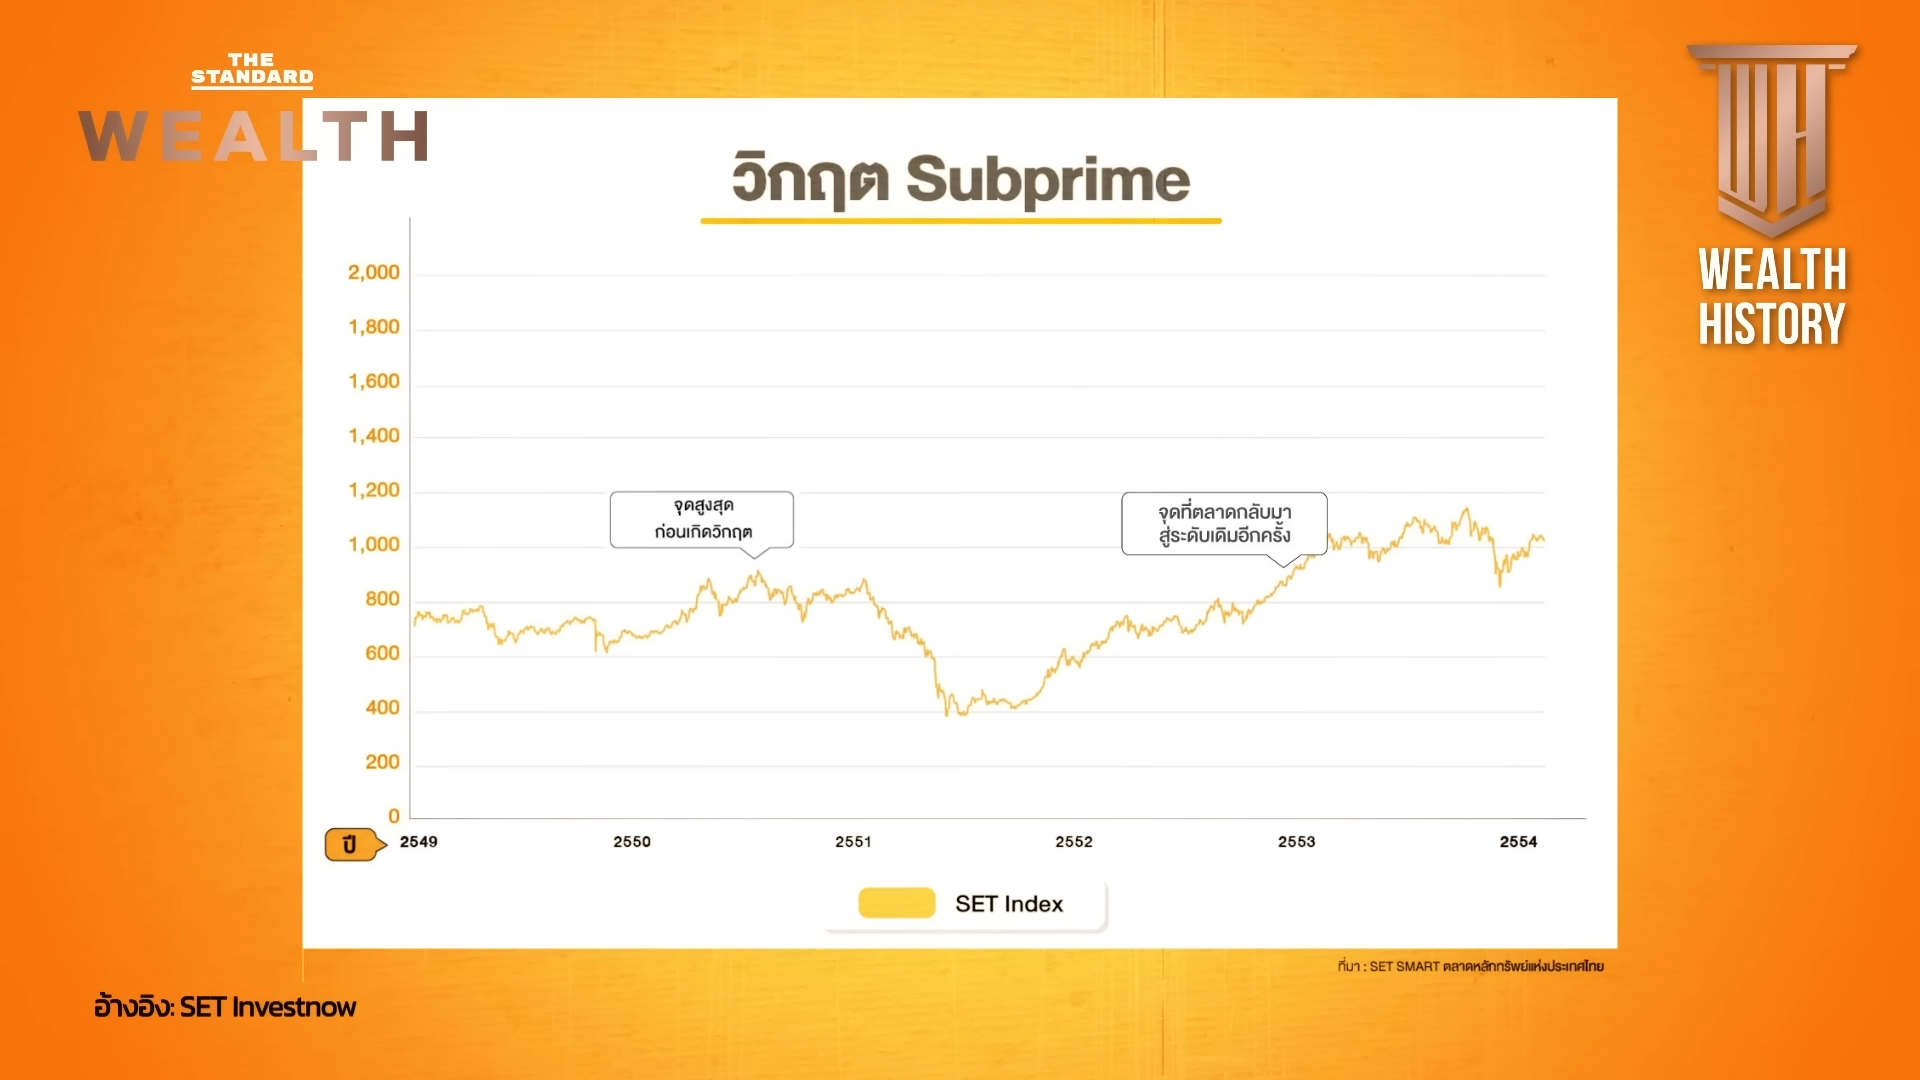 THE
STANDARD
WEALTH
WH
WEALTH
HISTORY
วิกฤต Subprime
2,000
1,800
1,600
1,400
1,200
1,000
800
600
400
200
0
จุดสูงสุด
ก่อนเกิดวิกฤต
จุดที่ตลาดกลับมา
สู่ระดับเดิมอีกครั้ง
ปี 2549 2550 2551 2552 2553 2554
SET Index
ที่มา : SET SMART ตลาดหลักทรัพย์แห่งประเทศไทย
อ้างอิง: SET Investnow